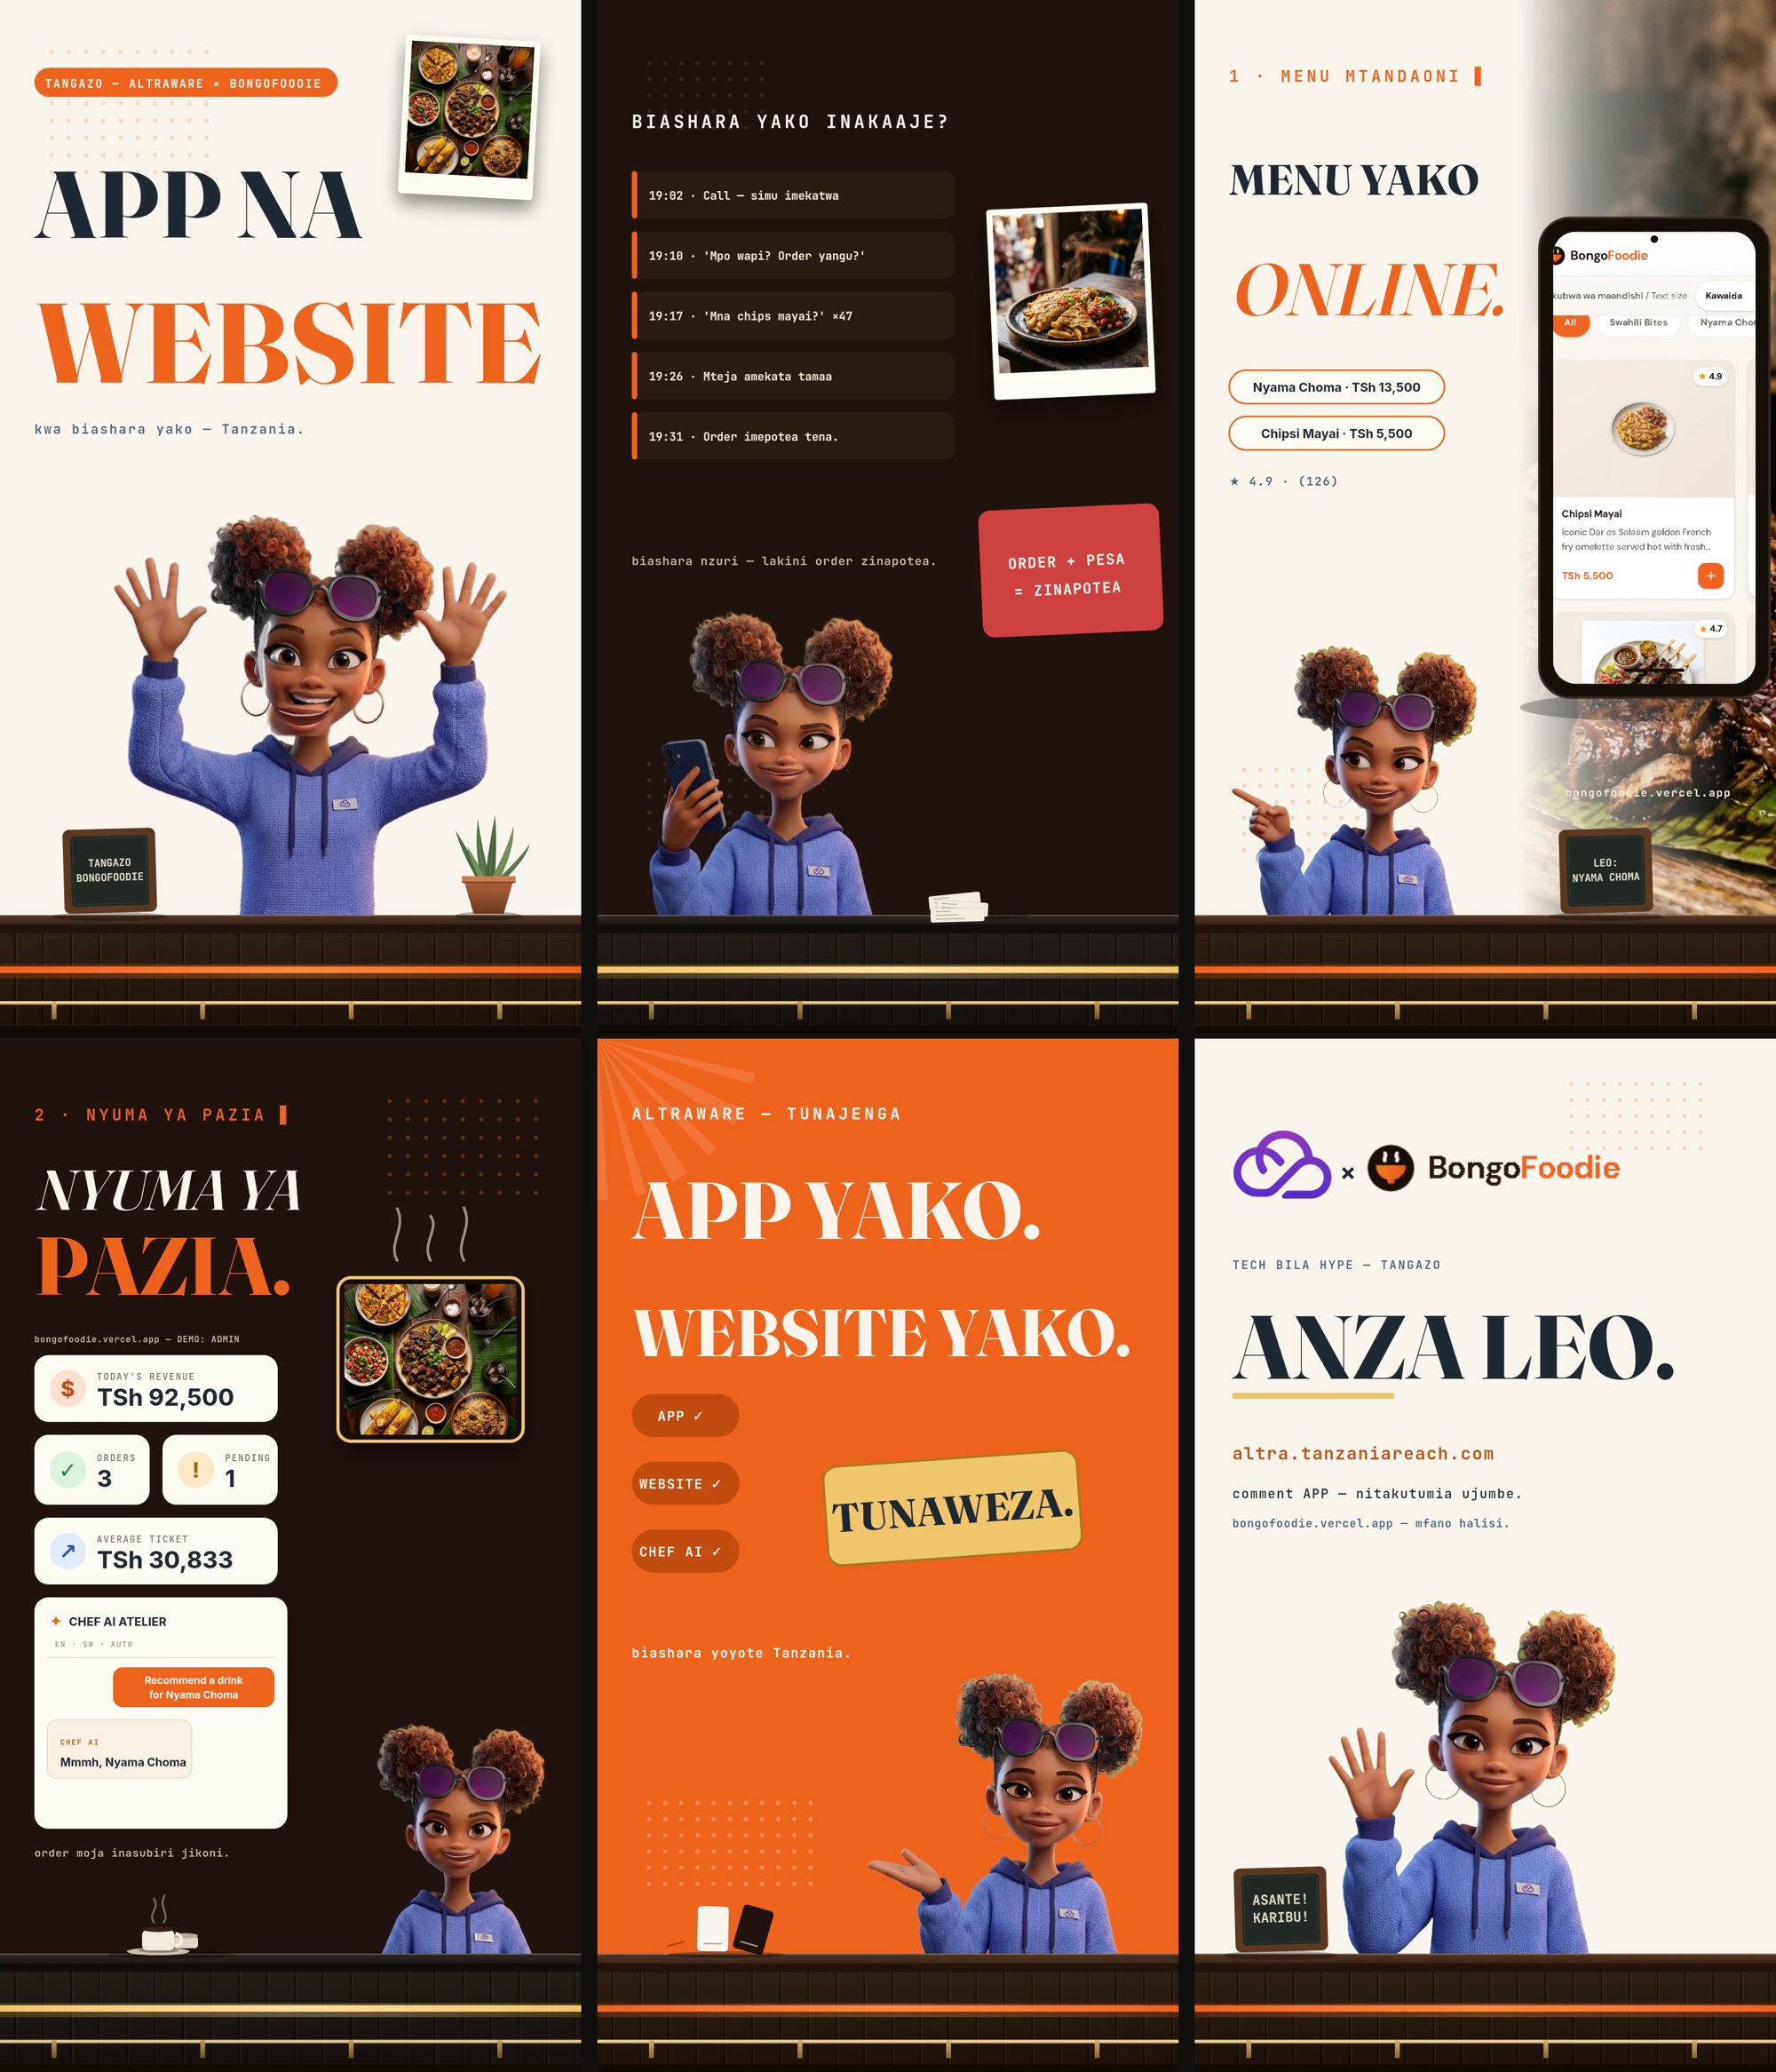 TANGAZO — ALTRAWARE × BONGOFOODIE
APP NA
WEBSITE
kwa biashara yako — Tanzania.
TANGAZO
BONGOFOODIE
BIASHARA YAKO INAKAAJE?
19:02 · Call — simu imekatwa
19:10 · 'Mpo wapi? Order yangu?'
19:17 · 'Mna chips mayai?' ×47
19:26 · Mteja amekata tamaa
19:31 · Order imepotea tena.
biashara nzuri — lakini order zinapotea.
ORDER + PESA
= ZINAPOTEA
1 · MENU MTANDAONI
MENU YAKO
ONLINE.
Nyama Choma · TSh 13,500
Chipsi Mayai · TSh 5,500
★ 4.9 · (126)
BongoFoodie
kubwa wa maandishi / Text size
Kawaida
All
Swahili Bites
Nyama Chor
★ 4.9
Chipsi Mayai
Iconic Dar es Salaam golden French
fry omelette served hot with fresh...
TSh 5,500
+
★ 4.7
bongofoodie.vercel.app
LEO:
NYAMA CHOMA
2 · NYUMA YA PAZIA
NYUMA YA
PAZIA.
bongofoodie.vercel.app — DEMO: ADMIN
$
TODAY'S REVENUE
TSh 92,500
✓
ORDERS
3
!
PENDING
1
↗
AVERAGE TICKET
TSh 30,833
✦ CHEF AI ATELIER
EN · SW · AUTO
Recommend a drink
for Nyama Choma
CHEF AI
Mmmh, Nyama Choma
order moja inasubiri jikoni.
ALTRAWARE — TUNAJENGA
APP YAKO.
WEBSITE YAKO.
APP ✓
WEBSITE ✓
CHEF AI ✓
TUNAWEZA.
biashara yoyote Tanzania.
× BongoFoodie
TECH BILA HYPE — TANGAZO
ANZA LEO.
altra.tanzaniareach.com
comment APP — nitakutumia ujumbe.
bongofoodie.vercel.app — mfano halisi.
ASANTE!
KARIBU!